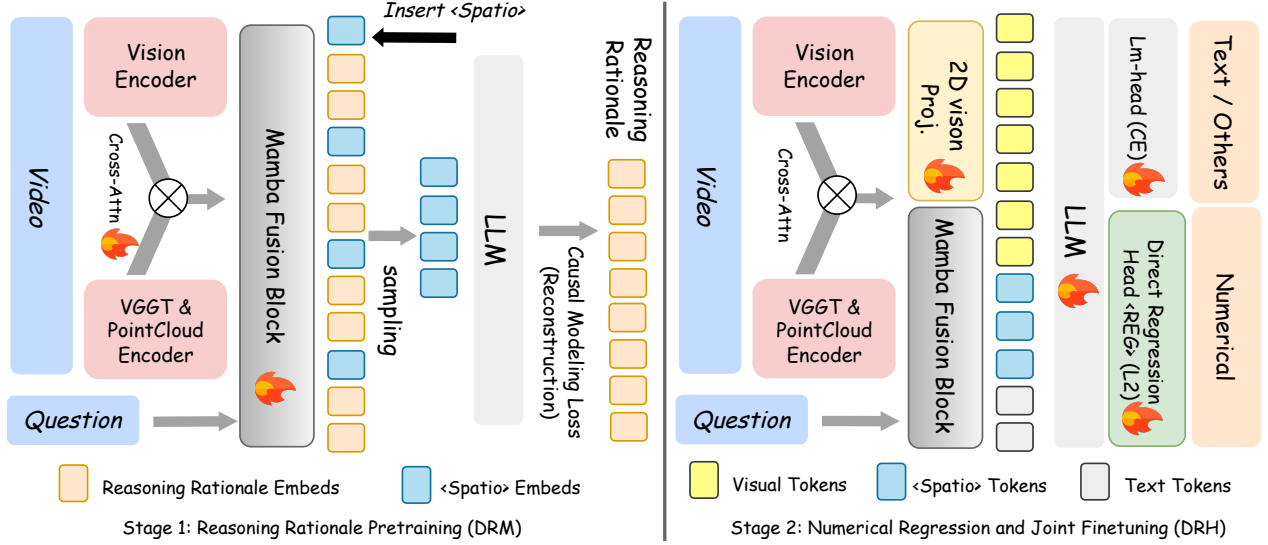 Insert <Spatio>
Video
Vision
Encoder
Cross-Attn
VGGT &
PointCloud
Encoder
Question
Mamba Fusion Block
sampling
LLM
Causal Modeling Loss
(Reconstruction)
Reasoning
Rationale
Reasoning Rationale Embeds
<Spatio> Embeds
Stage 1: Reasoning Rationale Pretraining (DRM)
Video
Vision
Encoder
Cross-Attn
VGGT &
PointCloud
Encoder
Question
2D vison
Proj.
Mamba Fusion Block
LLM
Lm-head (CE)
Direct Regression
Head <REG> (L2)
Text / Others
Numerical
Visual Tokens
<Spatio> Tokens
Text Tokens
Stage 2: Numerical Regression and Joint Finetuning (DRH)